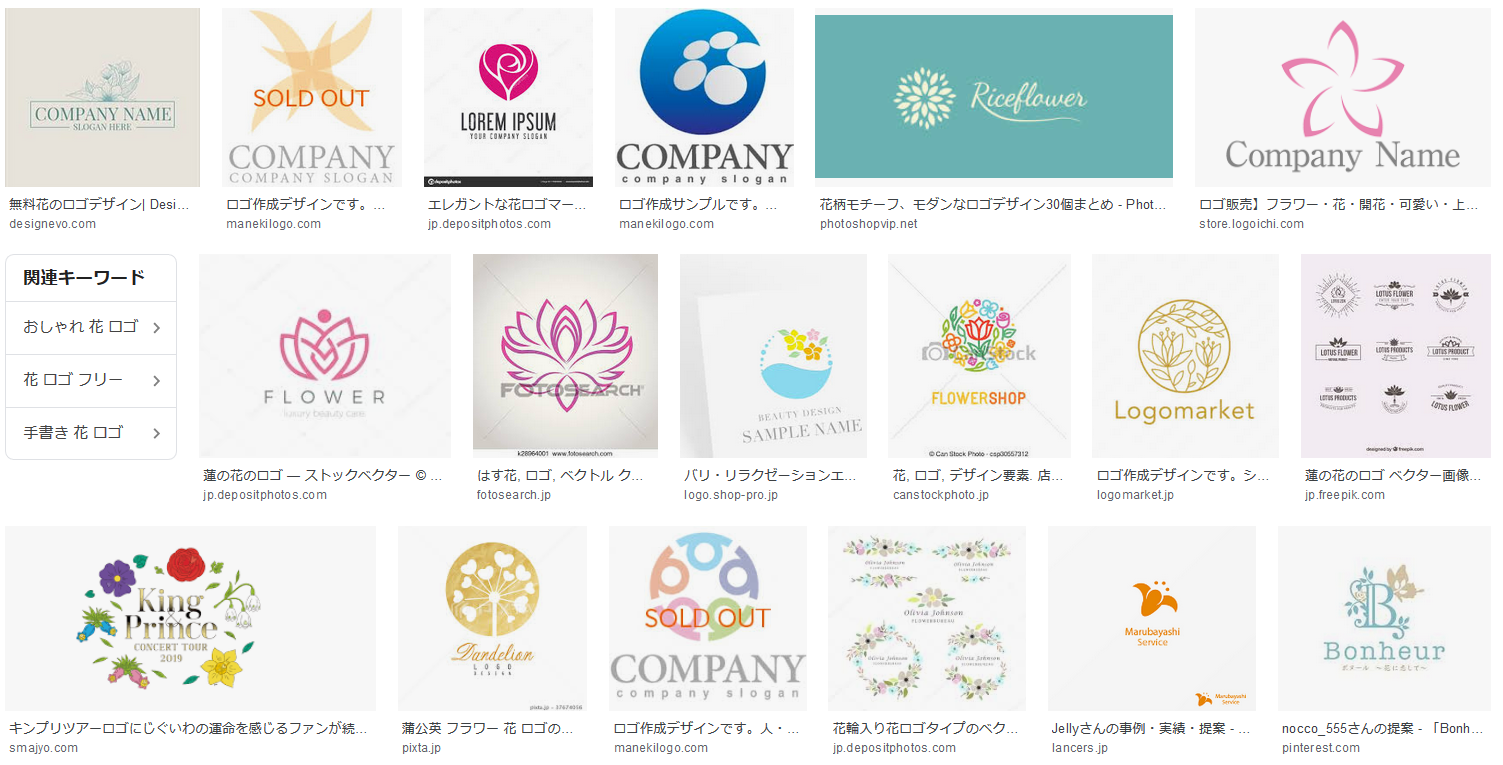 COMPANY NAME
SLOGAN HERE
SOLD OUT
COMPANY
COMPANY SLOGAN
LOREM IPSUM
YOUR COMPANY SLOGAN
depositphotos
COMPANY
company slogan
Riceflower
Company Name
無料花のロゴデザイン| Desi...
designevo.com
ロゴ作成デザインです。...
manekilogo.com
エレガントな花ロゴマー...
jp.depositphotos.com
ロゴ作成サンプルです。...
manekilogo.com
花柄モチーフ、モダンなロゴデザイン30個まとめ - Phot...
photoshopvip.net
ロゴ販売】フラワー・花・開花・可愛い・上...
store.logoichi.com
関連キーワード
おしゃれ 花 ロゴ
花 ロゴ フリー
手書き 花 ロゴ
FLOWER
luxury beauty care
FOTOSEARCH
k28964001 www.fotosearch.com
BEAUTY DESIGN
SAMPLE NAME
FLOWERSHOP
© Can Stock Photo - csp30557312
Logomarket
LOTUS FLOWER
LOTUS FLOWER
LOTUS PRODUCTS
LOTUS PRODUCT
LOTUS PRODUCTS
LOTUS FLOWER
designed by freepik.com
蓮の花のロゴ — ストックベクター © ...
jp.depositphotos.com
はす花, ロゴ, ベクトル ク...
fotosearch.jp
バリ・リラクゼーションエ...
logo.shop-pro.jp
花, ロゴ, デザイン要素. 店...
canstockphoto.jp
ロゴ作成デザインです。シ...
logomarket.jp
蓮の花のロゴ ベクター画像...
jp.freepik.com
King
&
Prince
CONCERT TOUR
2019
Dandelion
LOGO
DESIGN
pixta.jp - 37674056
SOLD OUT
COMPANY
company slogan
Olivia Johnson
Olivia Johnson
Olivia Johnson
Olivia Johnson
Olivia Johnson
Marubayashi
Service
Marubayashi
Service
B
Bonheur
ボヌール ～花に恋して～
キンプリツアーロゴにじぐいわの運命を感じるファンが続...
smajyo.com
蒲公英 フラワー 花 ロゴの...
pixta.jp
ロゴ作成デザインです。人・...
manekilogo.com
花輪入り花ロゴタイプのベク...
jp.depositphotos.com
Jellyさんの事例・実績・提案 - ...
lancers.jp
nocco_555さんの提案 - 「Bonh...
pinterest.com